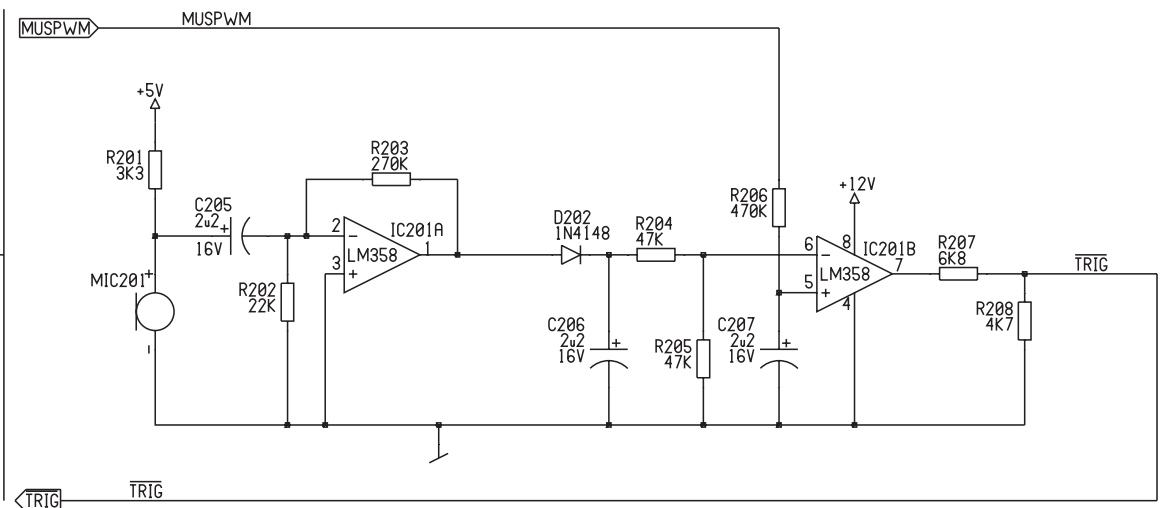 MUSPWM
MUSPWM
+5V
R201
3K3
R203
270K
C205
2u2
+
16V
2
-
IC201A
1
LM358
3
+
R202
22K
MIC201
+
-
D202
1N4148
R204
47K
R206
470K
+12V
6
-
8
IC201B
7
LM358
5
+
4
R207
6K8
TRIG
R208
4K7
C206
2u2
+
16V
R205
47K
C207
2u2
+
16V
TRIG
TRIG